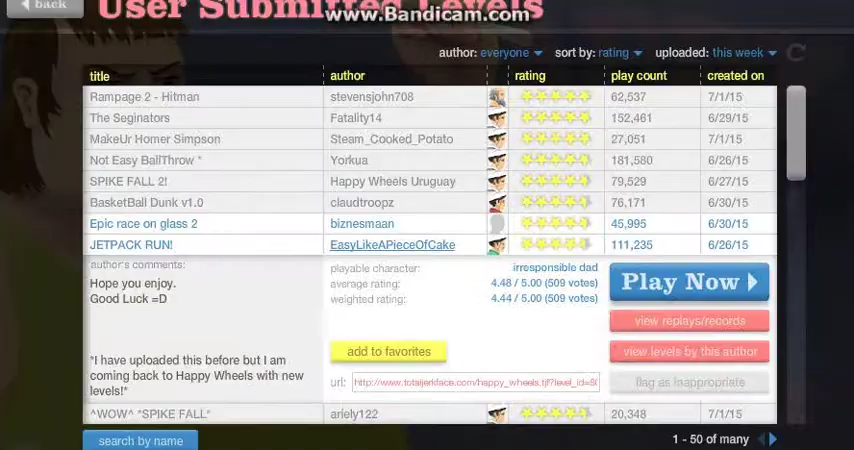 back
User Submitted Levels
www.Bandicam.com
author: everyone sort by: rating uploaded: this week
title author rating play count created on
Rampage 2 - Hitman stevensjohn708 62,537 7/1/15
The Seginators Fatality14 152,461 6/29/15
MakeUr Homer Simpson Steam_Cooked_Potato 27,051 7/1/15
Not Easy BallThrow * Yorkua 181,580 6/26/15
SPIKE FALL 2! Happy Wheels Uruguay 79,529 6/27/15
BasketBall Dunk v1.0 claudtroopz 76,171 6/30/15
Epic race on glass 2 biznesmaan 45,995 6/30/15
JETPACK RUN! EasyLikeAPieceOfCake 111,235 6/26/15
author's comments:
Hope you enjoy.
Good Luck =D
*I have uploaded this before but I am
coming back to Happy Wheels with new
levels!*
playable character: irresponsible dad
average rating: 4.48 / 5.00 (509 votes)
weighted rating: 4.44 / 5.00 (509 votes)
add to favorites
url: http://www.totaljerkface.com/happy_wheels.tjf?level_id=
Play Now
view replays/records
view levels by this author
flag as inappropriate
^WOW^ *SPIKE FALL* ariely122 20,348 7/1/15
search by name
1 - 50 of many